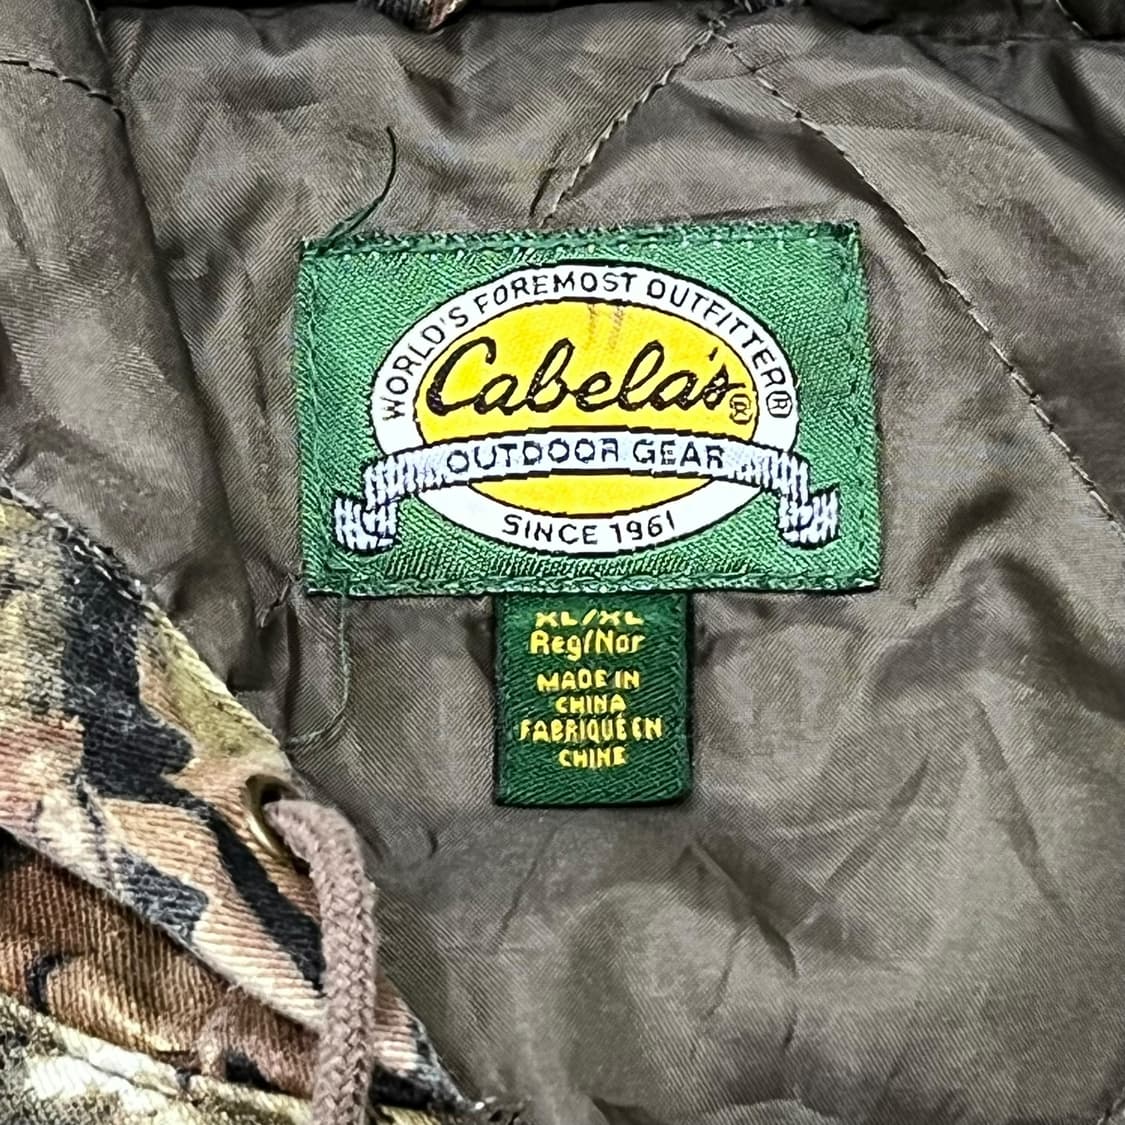 WORLD'S FOREMOST OUTFITTER®
Cabela's®
OUTDOOR GEAR
SINCE 1961
XL/XL
Reg/Nor
MADE IN
CHINA
FABRIQUÉ EN
CHINE